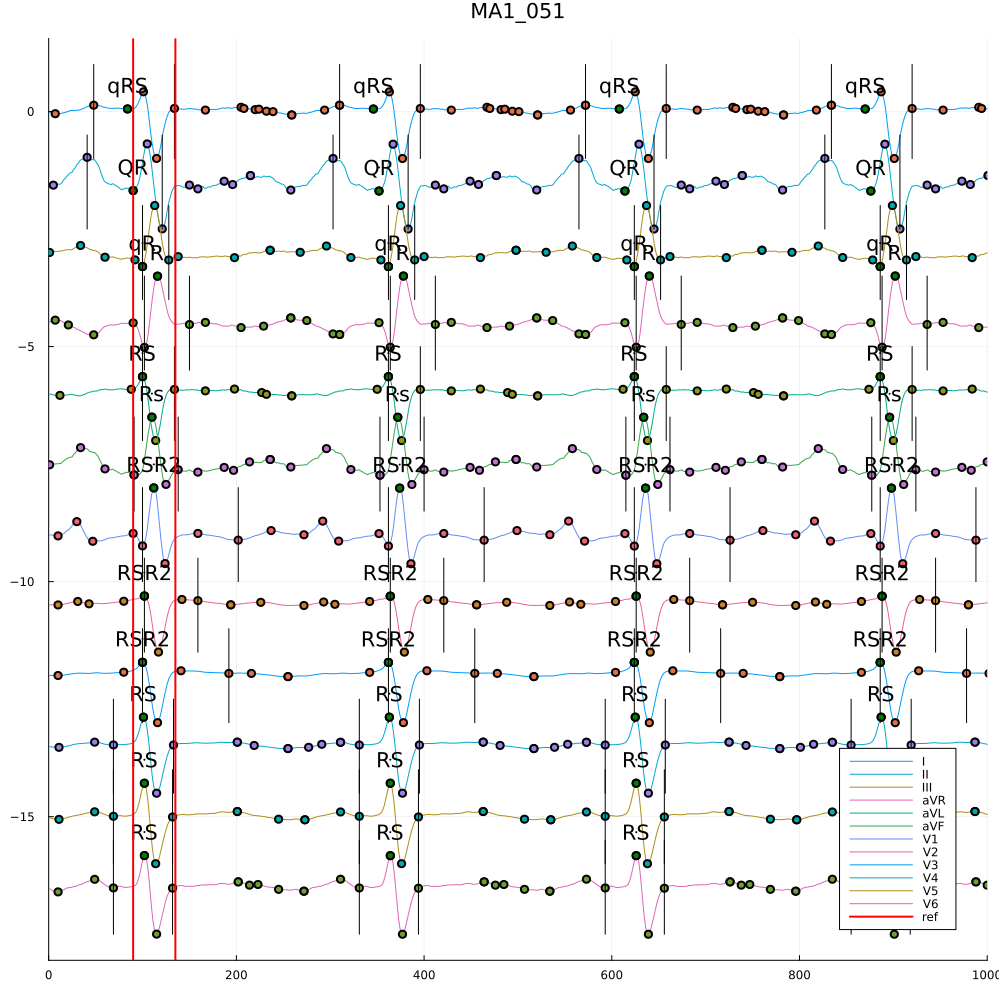 MA1_051
qRS qRS qRS qRS
0
QR QR QR QR
qR qR qR qR
R R R R
−5
RS RS RS RS
Rs Rs Rs Rs
RSR2 RSR2 RSR2 RSR2
RSR2 RSR2 RSR2 RSR2
−10
RSR2 RSR2 RSR2 RSR2
RS RS RS RS
RS RS RS
−15
RS RS RS
I
II
III
aVR
aVL
aVF
V1
V2
V3
V4
V5
V6
ref
0 200 400 600 800 1000